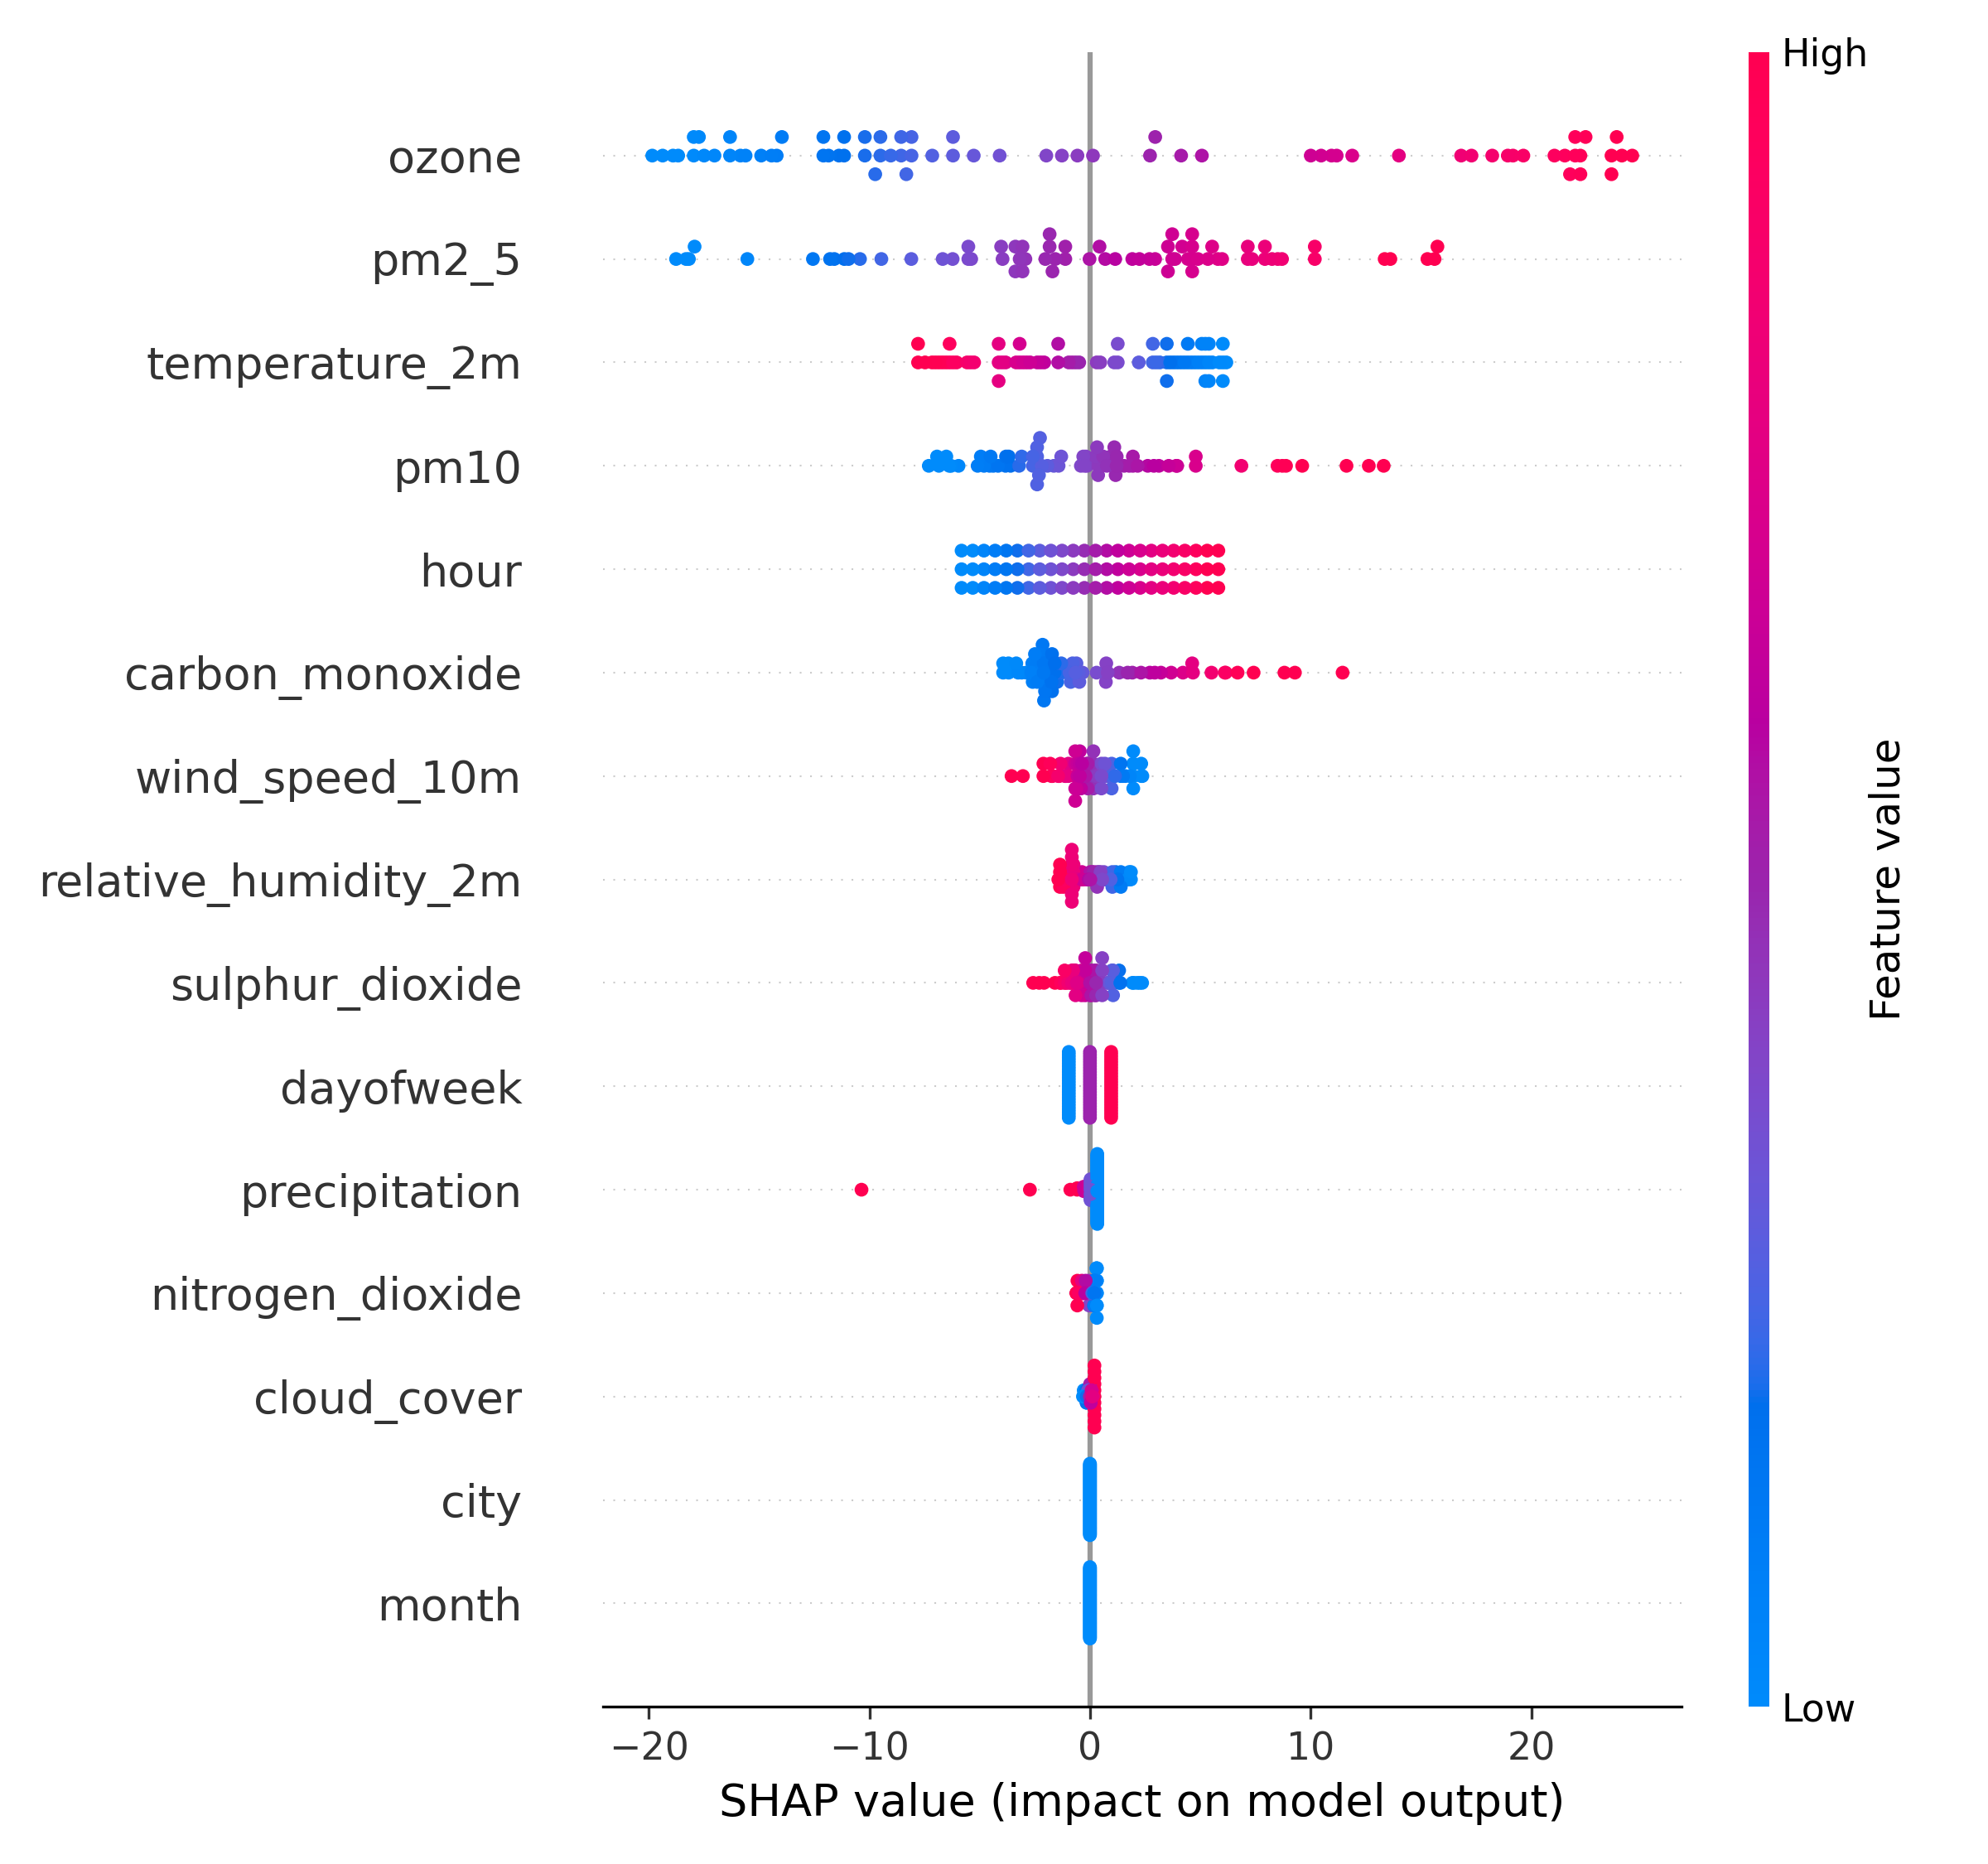 High
ozone
pm2_5
temperature_2m
pm10
hour
carbon_monoxide
wind_speed_10m
relative_humidity_2m
sulphur_dioxide
dayofweek
precipitation
nitrogen_dioxide
cloud_cover
city
month
Feature value
Low
−20 −10 0 10 20
SHAP value (impact on model output)